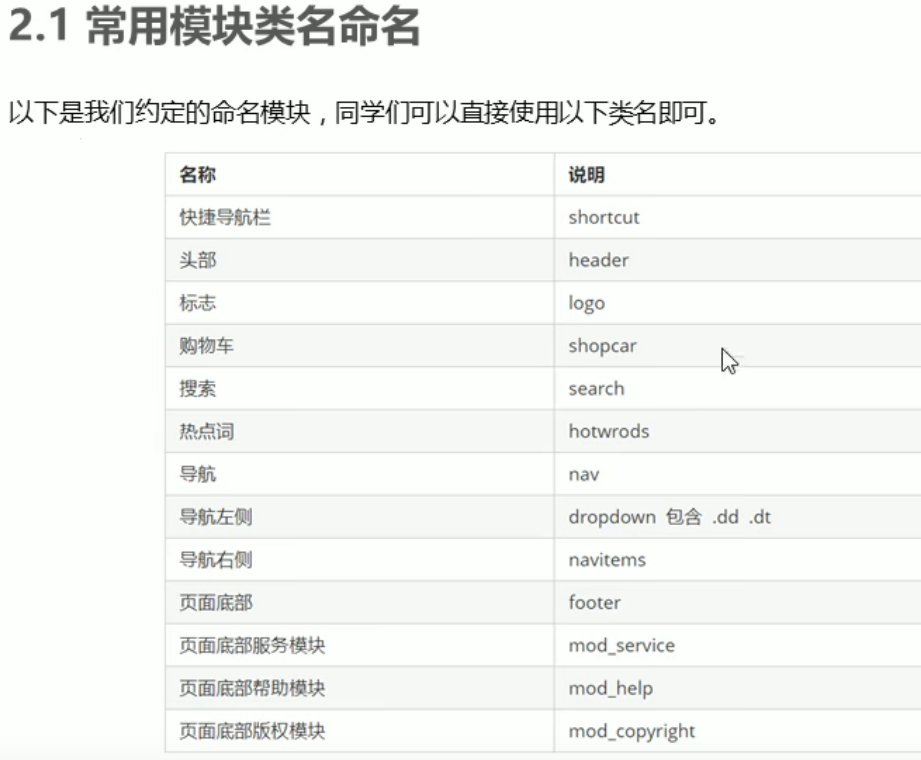 2.1 常用模块类名命名
以下是我们约定的命名模块，同学们可以直接使用以下类名即可。
名称 说明
快捷导航栏 shortcut
头部 header
标志 logo
购物车 shopcar
搜索 search
热点词 hotwrods
导航 nav
导航左侧 dropdown 包含 .dd .dt
导航右侧 navitems
页面底部 footer
页面底部服务模块 mod_service
页面底部帮助模块 mod_help
页面底部版权模块 mod_copyright